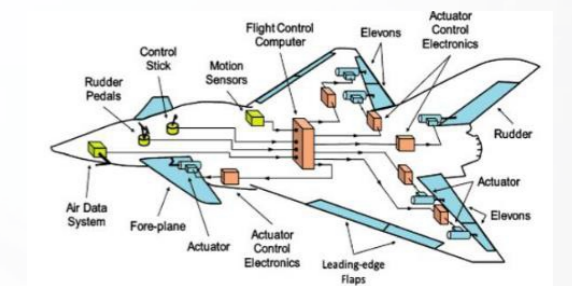 Flight Control
Computer
Elevons
Actuator
Control
Electronics
Control
Stick
Motion
Sensors
Rudder
Pedals
Rudder
Air Data
System
Fore-plane
Actuator
Actuator
Control
Electronics
Leading-edge
Flaps
Actuator
Elevons